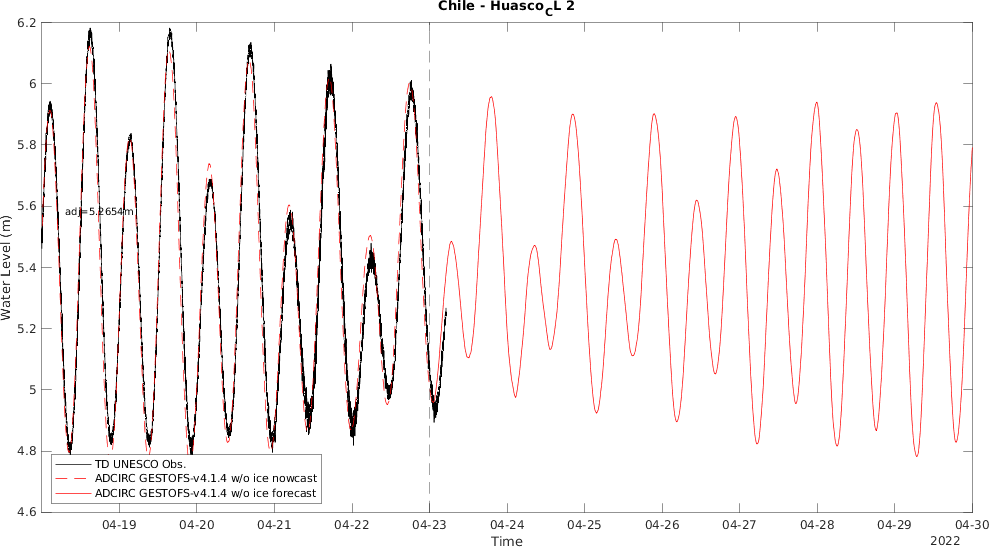 Chile - Huasco_CL 2
6.2
6
5.8
5.6
5.4
5.2
5
4.8
4.6
Water Level (m)
adj=5.2654m
TD UNESCO Obs.
ADCIRC GESTOFS-v4.1.4 w/o ice nowcast
ADCIRC GESTOFS-v4.1.4 w/o ice forecast
04-19 04-20 04-21 04-22 04-23 04-24 04-25 04-26 04-27 04-28 04-29 04-30
Time
2022